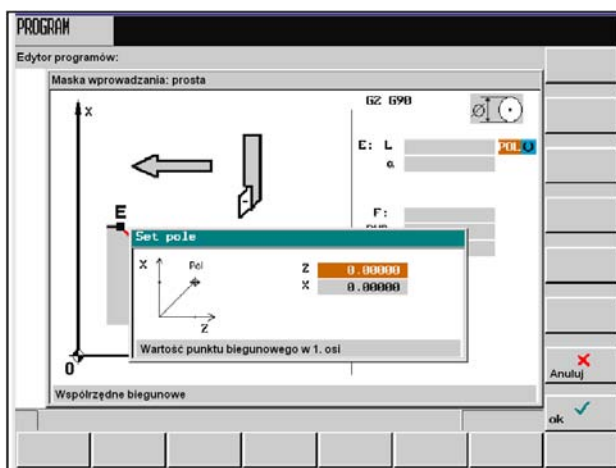 PROGRAM
Edytor programów:
Maska wprowadzania: prosta
X
G2 G90
Ø
E: L
POL
α
E
F:
Set pole
X
Pol
Z
Z 0.00000
X 0.00000
Wartość punktu biegunowego w 1. osi
0
Współrzędne biegunowe
Anuluj
ok